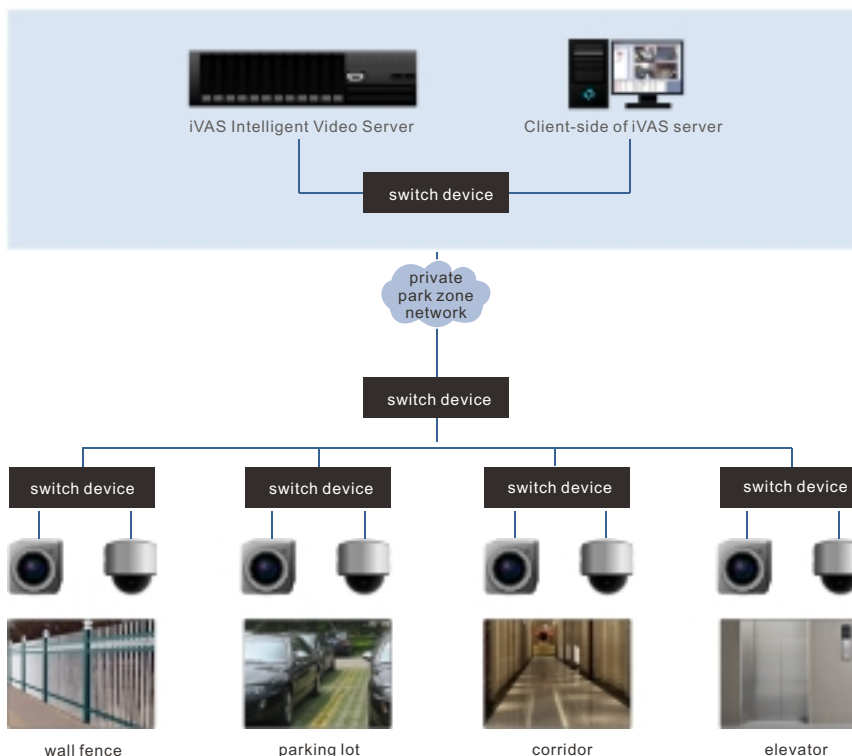 iVAS Intelligent Video Server
Client-side of iVAS server
switch device
private
park zone
network
switch device
switch device
switch device
switch device
switch device
wall fence
parking lot
corridor
elevator